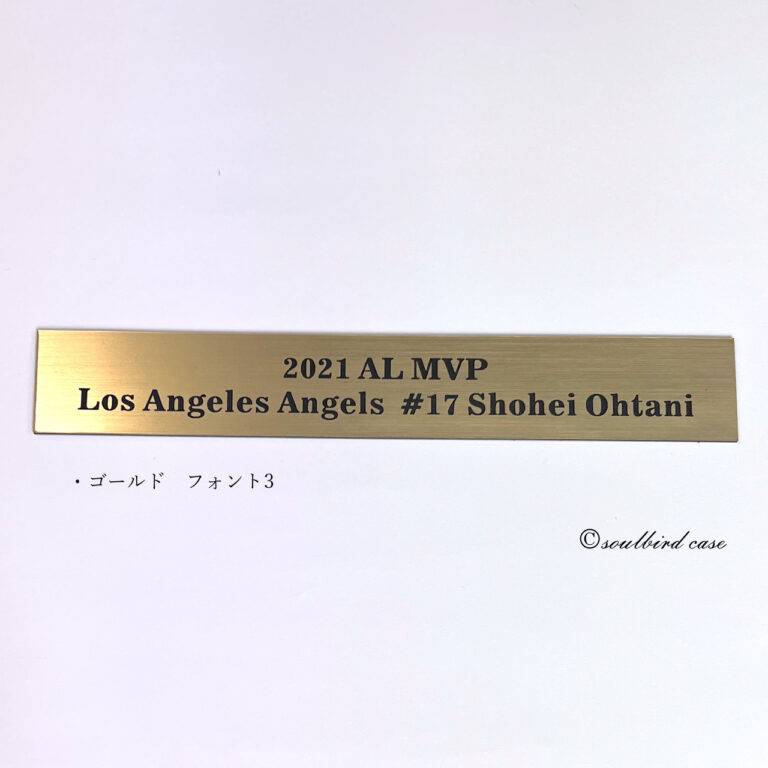 2021 AL MVP
Los Angeles Angels #17 Shohei Ohtani
・ゴールド　フォント3
©soulbird case